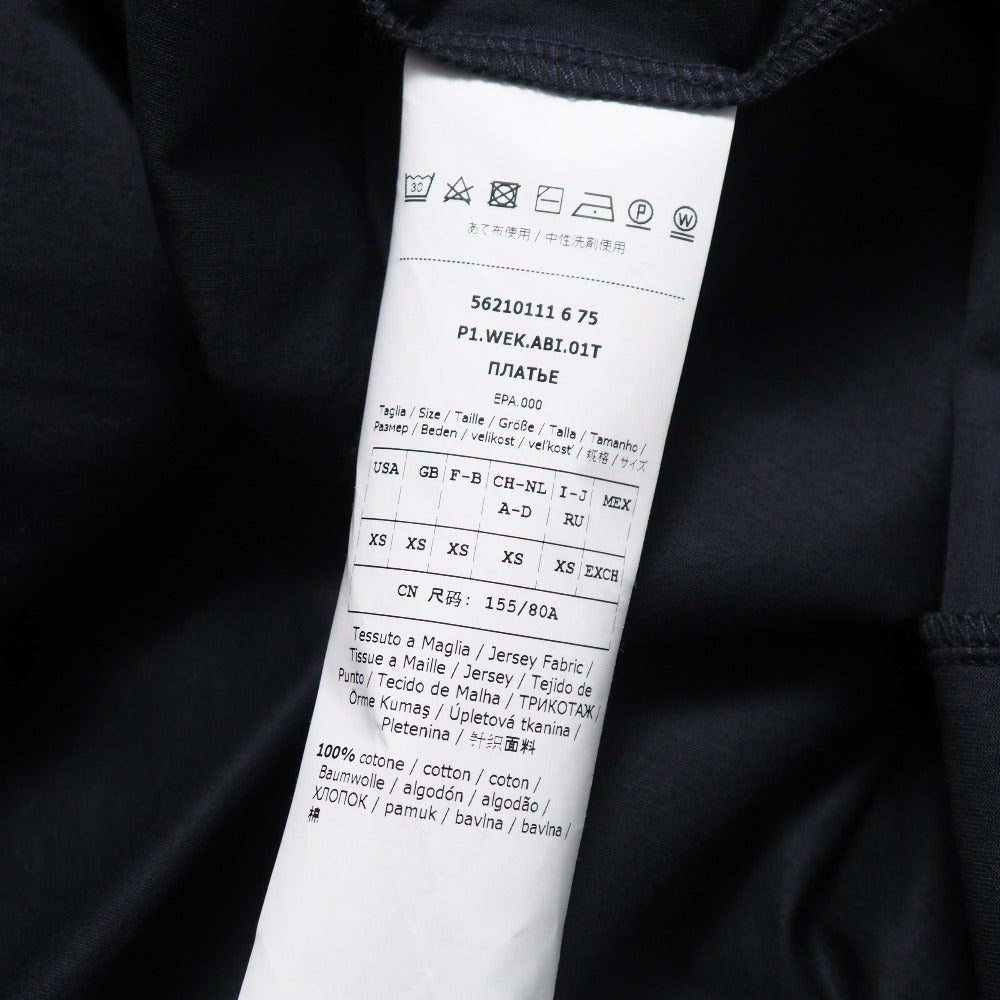 30 P W
あて布使用 / 中性洗剤使用
56210111 6 75
P1.WEK.ABI.01T
ПЛАТЬЕ
EPA.000
Taglia / Size / Taille / Größe / Talla / Tamanho /
Размер / Beden / velikost / veľkosť / 规格 / サイズ
USA GB F-B CH-NL I-J MEX
A-D RU
XS XS XS XS XS EXCH
CN 尺码: 155/80A
Tessuto a Maglia / Jersey Fabric /
Tissue a Maille / Jersey / Tejido de
Punto / Tecido de Malha / ТРИКОТАЖ /
Örme Kumaş / Úpletová tkanina /
Pletenina / 针织面料
100% cotone / cotton / coton /
Baumwolle / algodón / algodão /
ХЛОПОК / pamuk / bavlna / bavlna /
棉